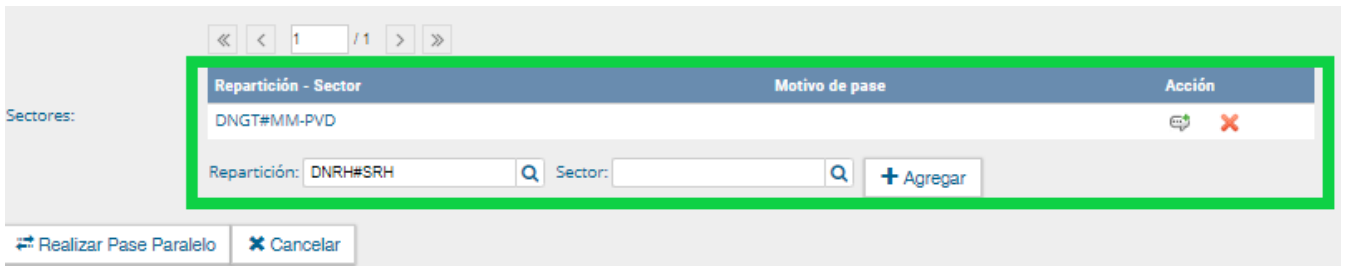 1 / 1
Repartición - Sector Motivo de pase Acción
Sectores: DNGT#MM-PVD
Repartición: DNRH#SRH Sector: Agregar
Realizar Pase Paralelo Cancelar